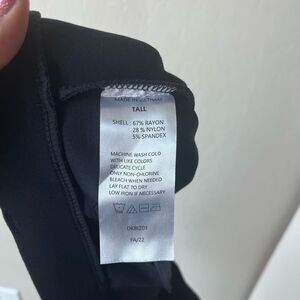 MADE IN VIETNAM
TALL
SHELL : 67% RAYON
28 % NYLON
5% SPANDEX
MACHINE WASH COLD
WITH LIKE COLORS
DELICATE CYCLE
ONLY NON-CHLORINE
BLEACH WHEN NEEDED
LAY FLAT TO DRY
LOW IRON IF NECESSARY
DKBIZ01
FA/22